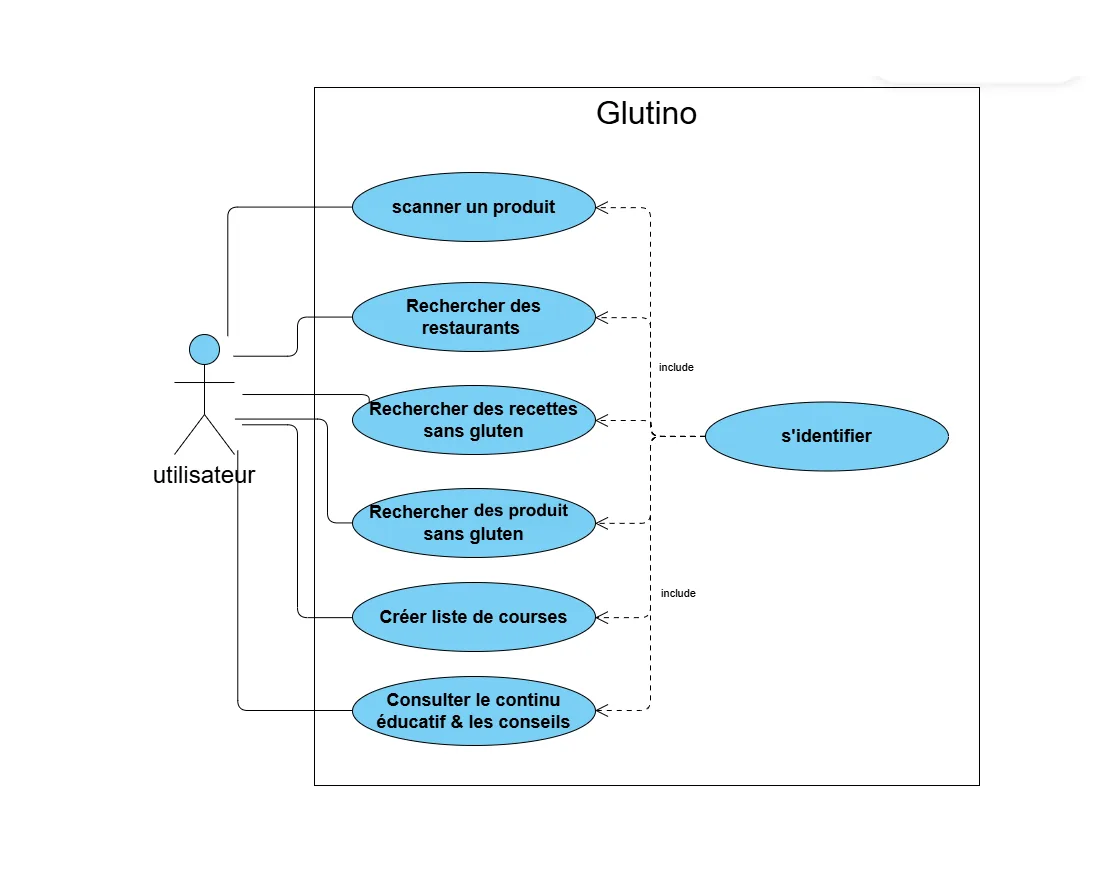 Glutino
scanner un produit
Rechercher des
restaurants
include
Rechercher des recettes
sans gluten
s'identifier
utilisateur
Rechercher des produit
sans gluten
include
Créer liste de courses
Consulter le continu
éducatif & les conseils